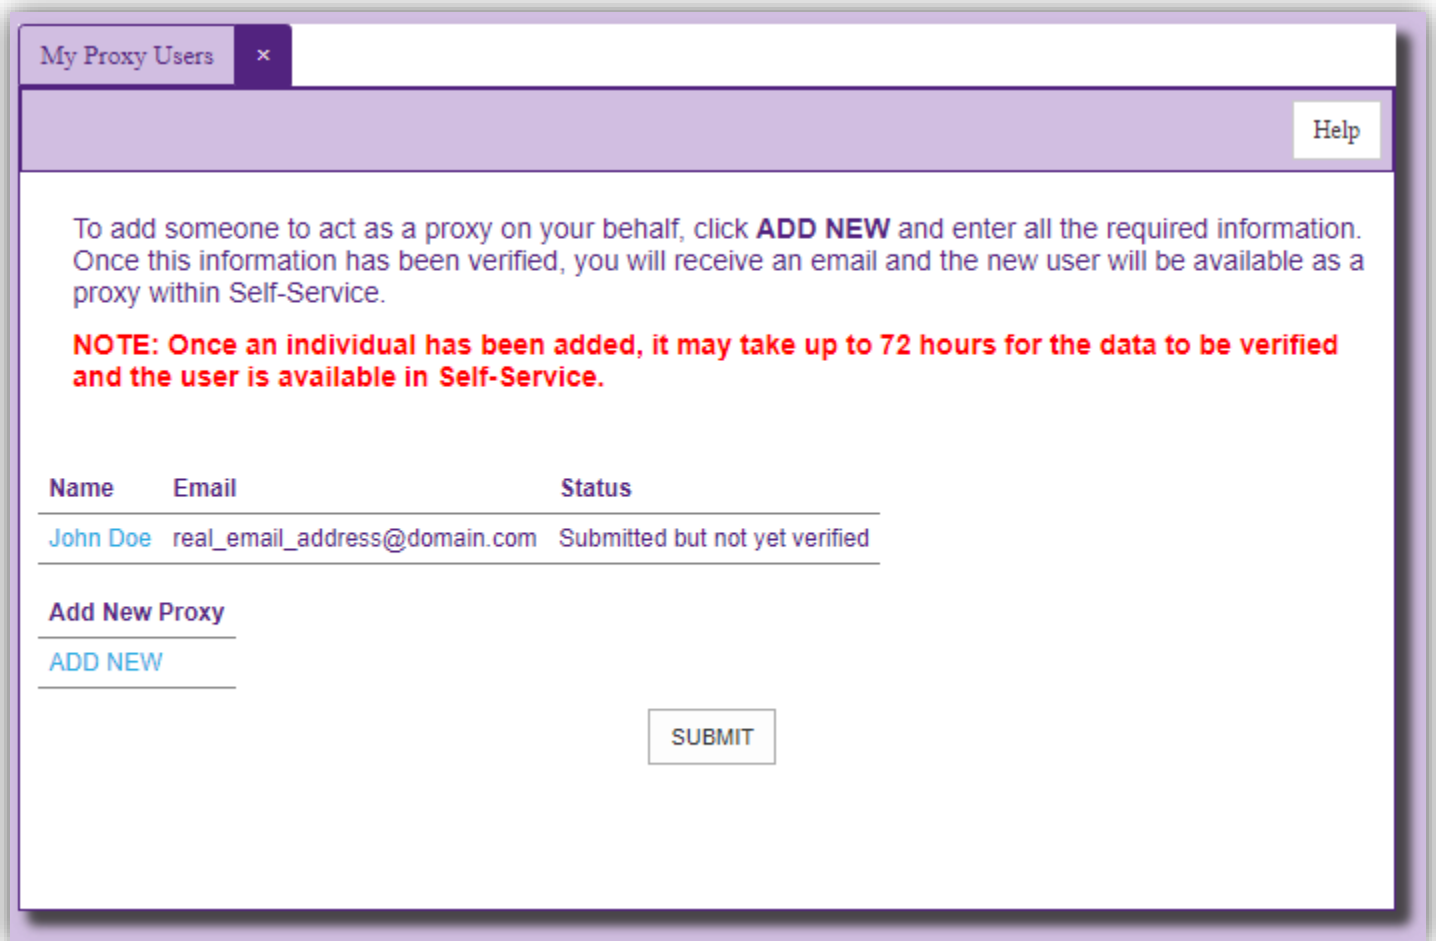 My Proxy Users ×
Help
To add someone to act as a proxy on your behalf, click ADD NEW and enter all the required information.
Once this information has been verified, you will receive an email and the new user will be available as a
proxy within Self-Service.
NOTE: Once an individual has been added, it may take up to 72 hours for the data to be verified
and the user is available in Self-Service.
Name Email Status
John Doe real_email_address@domain.com Submitted but not yet verified
Add New Proxy
ADD NEW
SUBMIT